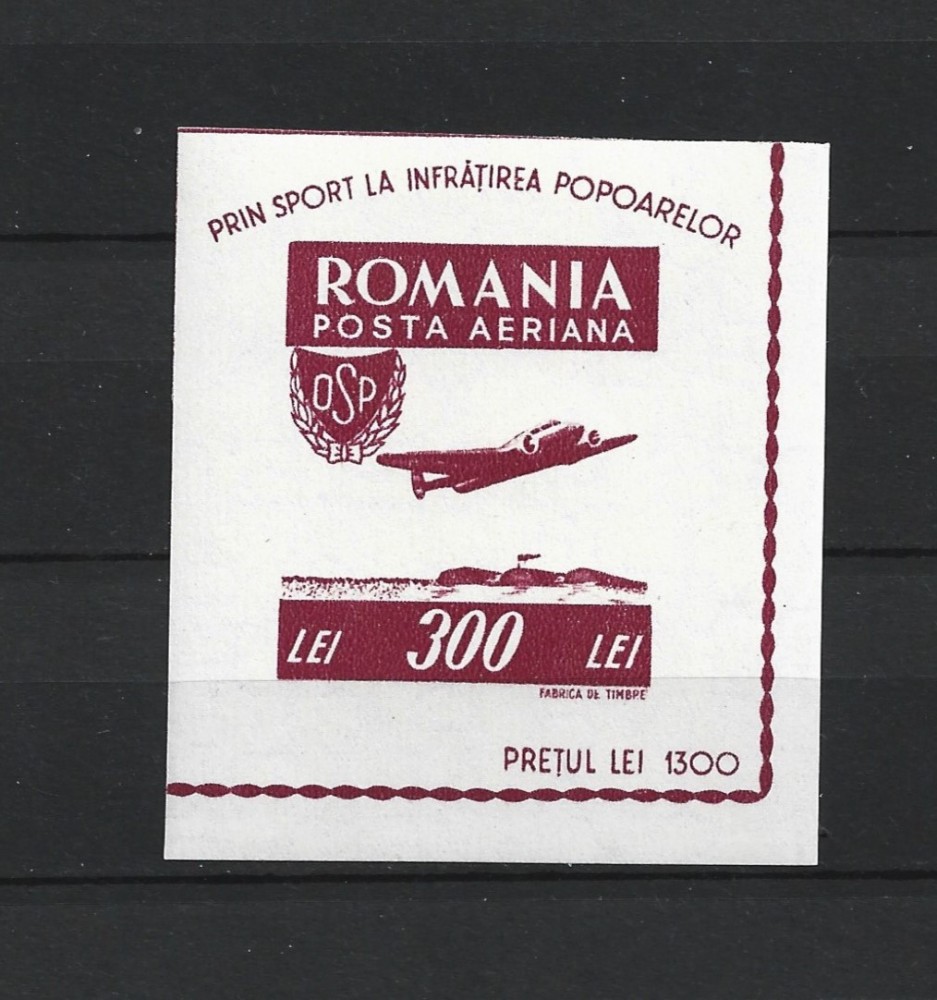 PRIN SPORT LA INFRĂȚIREA POPOARELOR
ROMANIA
POSTA AERIANA
OSP
LEI 300 LEI
FABRICA DE TIMBRE
PREȚUL LEI 1300